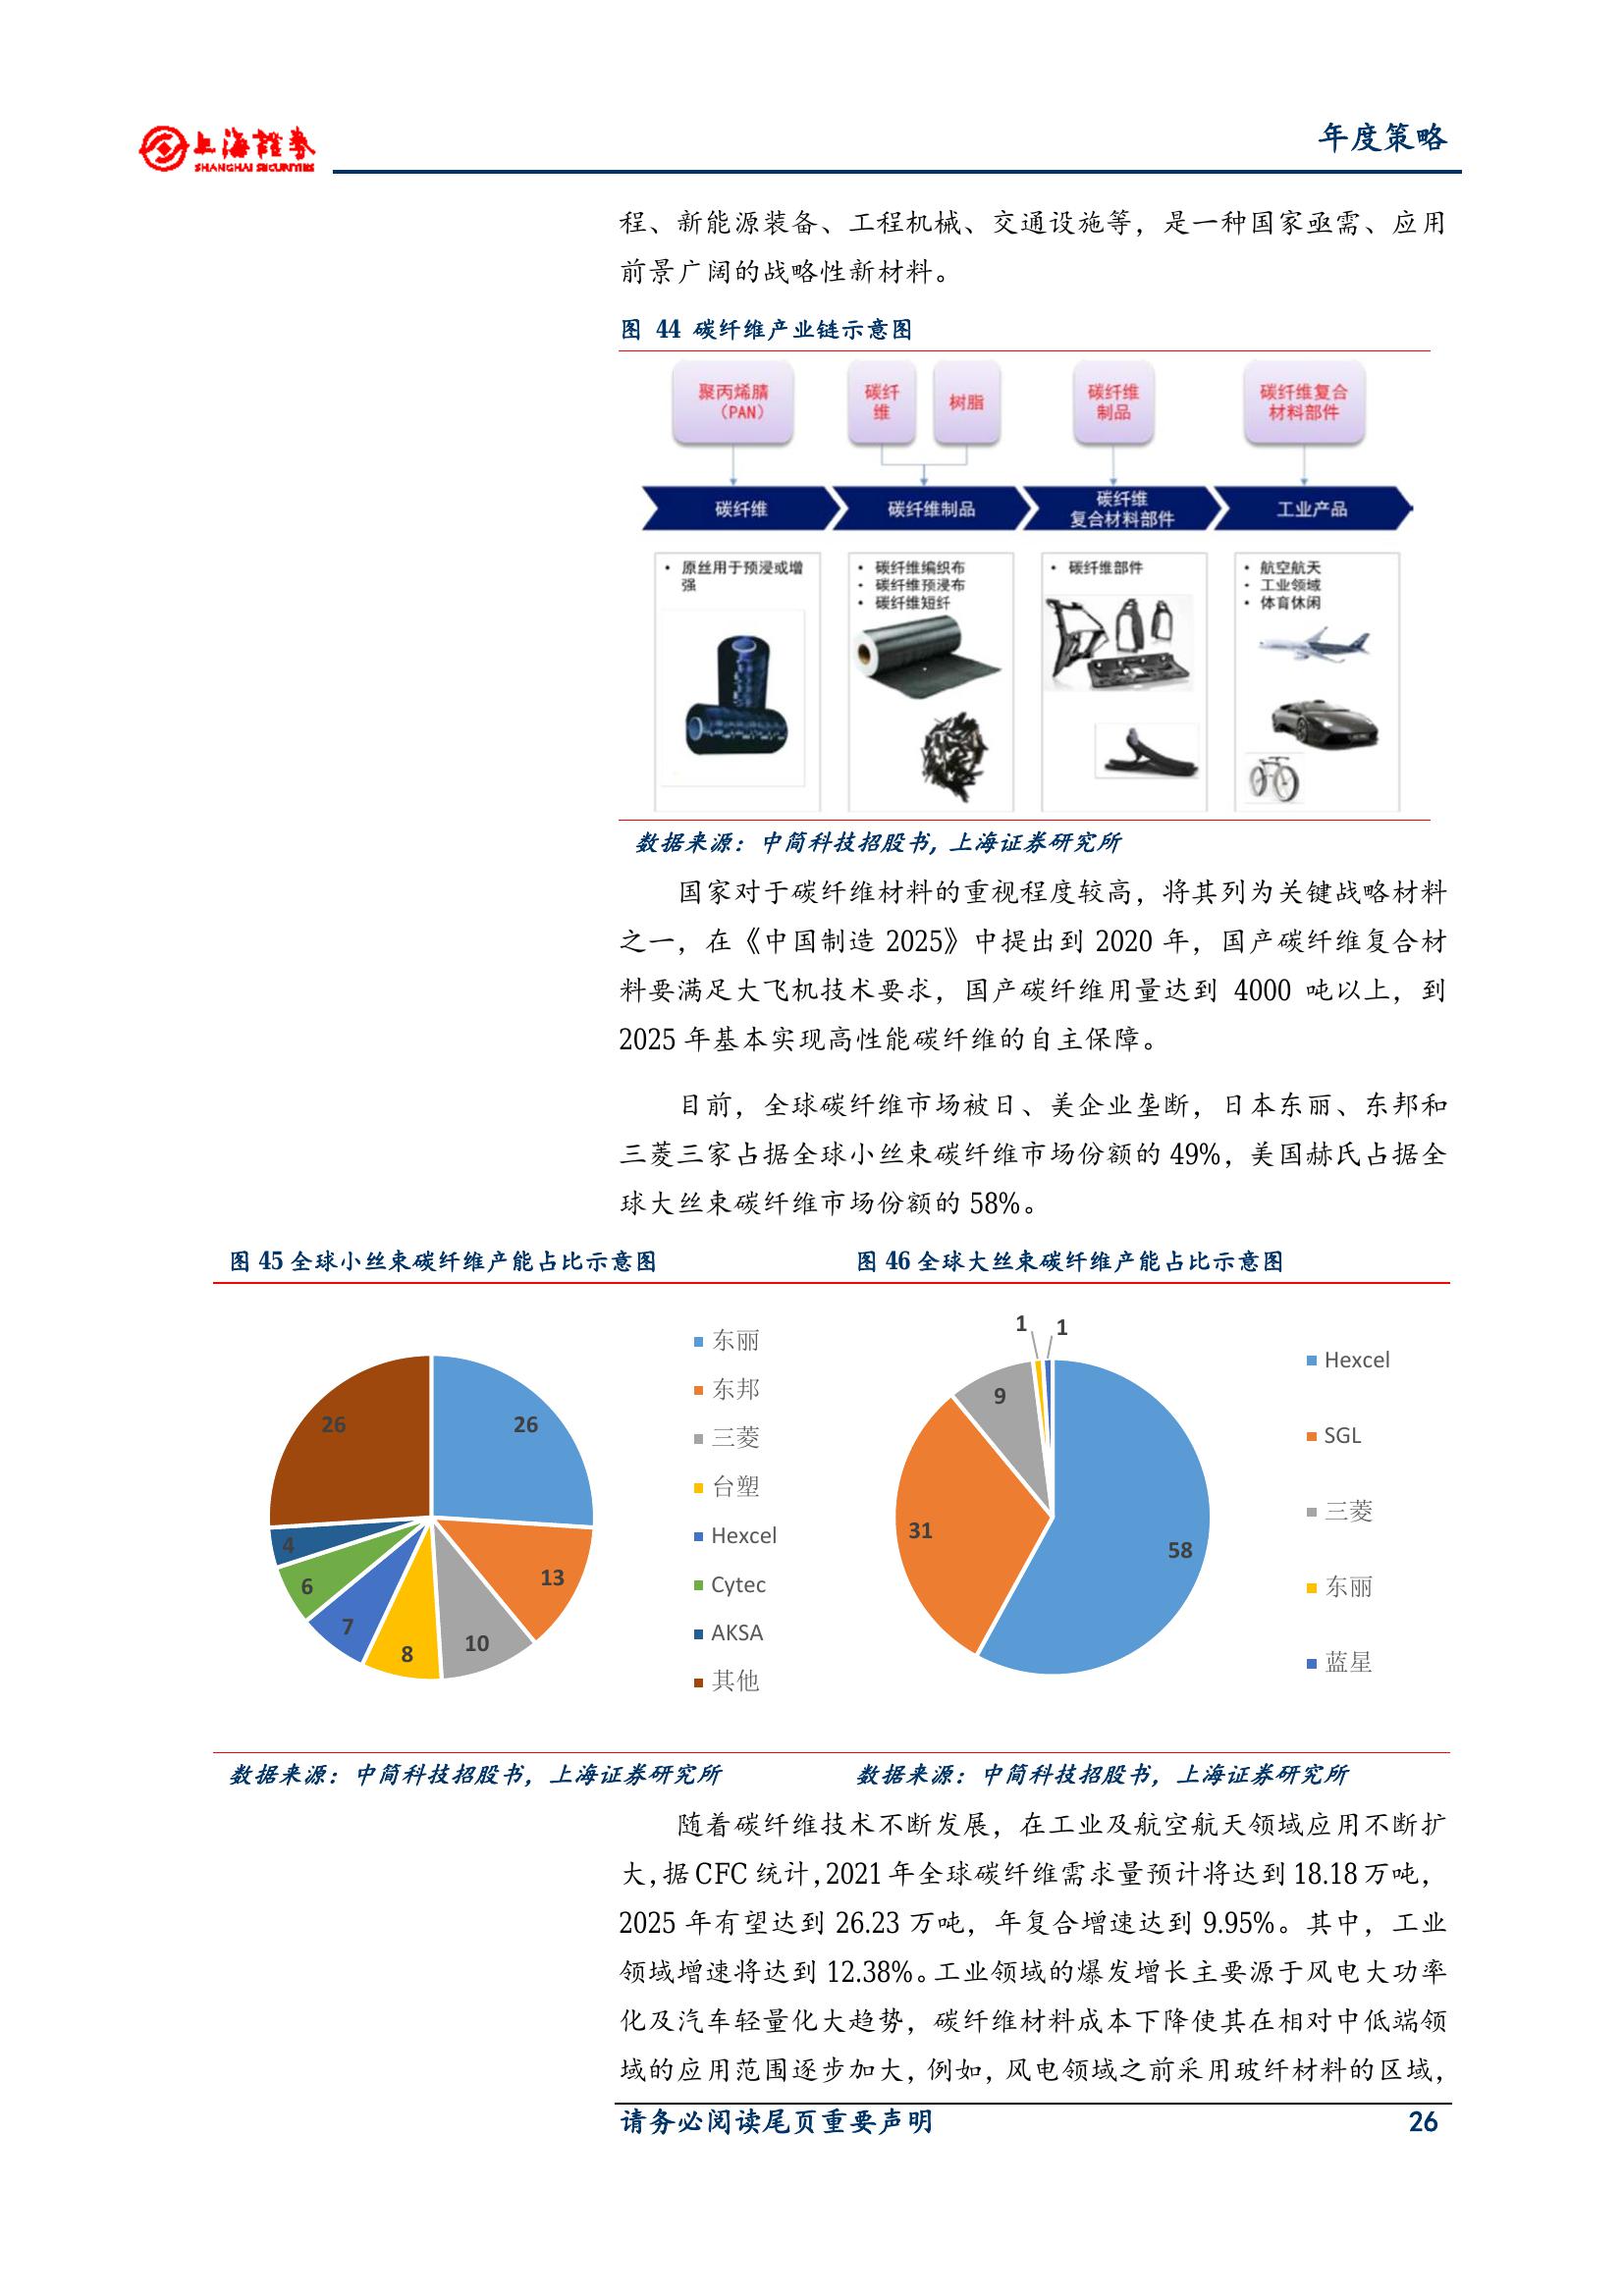 上海證券
SHANGHAI SECURITIES
年度策略
程、新能源装备、工程机械、交通设施等，是一种国家亟需、应用
前景广阔的战略性新材料。
图 44 碳纤维产业链示意图
聚丙烯腈
（PAN）
碳纤
维
树脂
碳纤维
制品
碳纤维复合
材料部件
碳纤维
碳纤维制品
碳纤维
复合材料部件
工业产品
• 原丝用于预浸或增
强
• 碳纤维编织布
• 碳纤维预浸布
• 碳纤维短纤
• 碳纤维部件
• 航空航天
• 工业领域
• 体育休闲
数据来源：中简科技招股书，上海证券研究所
国家对于碳纤维材料的重视程度较高，将其列为关键战略材料
之一，在《中国制造 2025》中提出到 2020 年，国产碳纤维复合材
料要满足大飞机技术要求，国产碳纤维用量达到 4000 吨以上，到
2025 年基本实现高性能碳纤维的自主保障。
目前，全球碳纤维市场被日、美企业垄断，日本东丽、东邦和
三菱三家占据全球小丝束碳纤维市场份额的 49%，美国赫氏占据全
球大丝束碳纤维市场份额的 58%。
图 45 全球小丝束碳纤维产能占比示意图
26
13
10
8
7
6
4
26
东丽
东邦
三菱
台塑
Hexcel
Cytec
AKSA
其他
数据来源：中简科技招股书，上海证券研究所
图 46 全球大丝束碳纤维产能占比示意图
58
31
9
1
1
Hexcel
SGL
三菱
东丽
蓝星
数据来源：中简科技招股书，上海证券研究所
随着碳纤维技术不断发展，在工业及航空航天领域应用不断扩
大，据 CFC 统计，2021 年全球碳纤维需求量预计将达到 18.18 万吨，
2025 年有望达到 26.23 万吨，年复合增速达到 9.95%。其中，工业
领域增速将达到 12.38%。工业领域的爆发增长主要源于风电大功率
化及汽车轻量化大趋势，碳纤维材料成本下降使其在相对中低端领
域的应用范围逐步加大，例如，风电领域之前采用玻纤材料的区域，
请务必阅读尾页重要声明
26